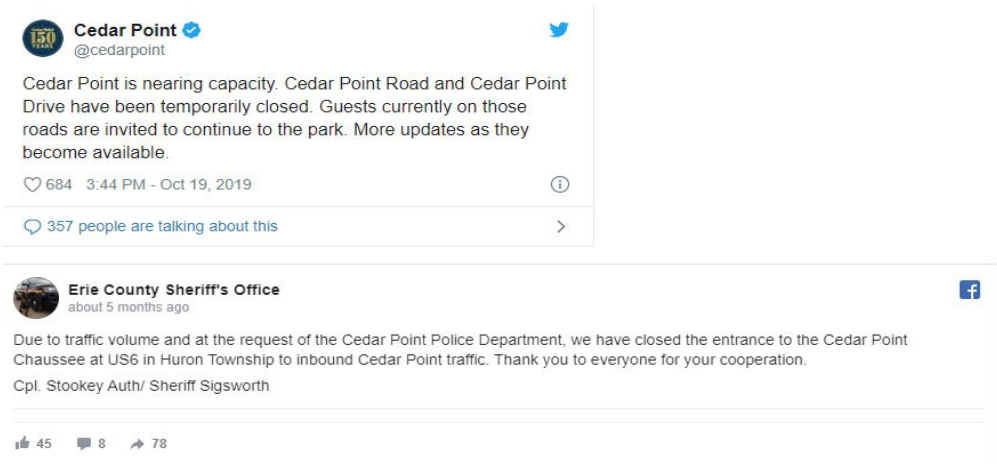 150
YEARS
Cedar Point
@cedarpoint
Cedar Point is nearing capacity. Cedar Point Road and Cedar Point
Drive have been temporarily closed. Guests currently on those
roads are invited to continue to the park. More updates as they
become available.
684 3:44 PM - Oct 19, 2019
357 people are talking about this
Erie County Sheriff's Office
about 5 months ago
Due to traffic volume and at the request of the Cedar Point Police Department, we have closed the entrance to the Cedar Point
Chaussee at US6 in Huron Township to inbound Cedar Point traffic. Thank you to everyone for your cooperation.
Cpl. Stookey Auth/ Sheriff Sigsworth
45 8 78